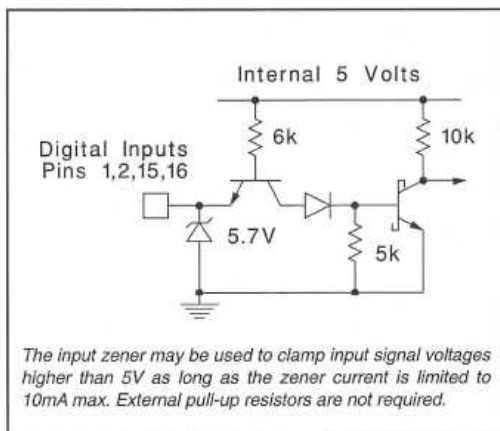 Internal 5 Volts
6k
10k
Digital Inputs
Pins 1,2,15,16
5.7V
5k
The input zener may be used to clamp input signal voltages
higher than 5V as long as the zener current is limited to
10mA max. External pull-up resistors are not required.